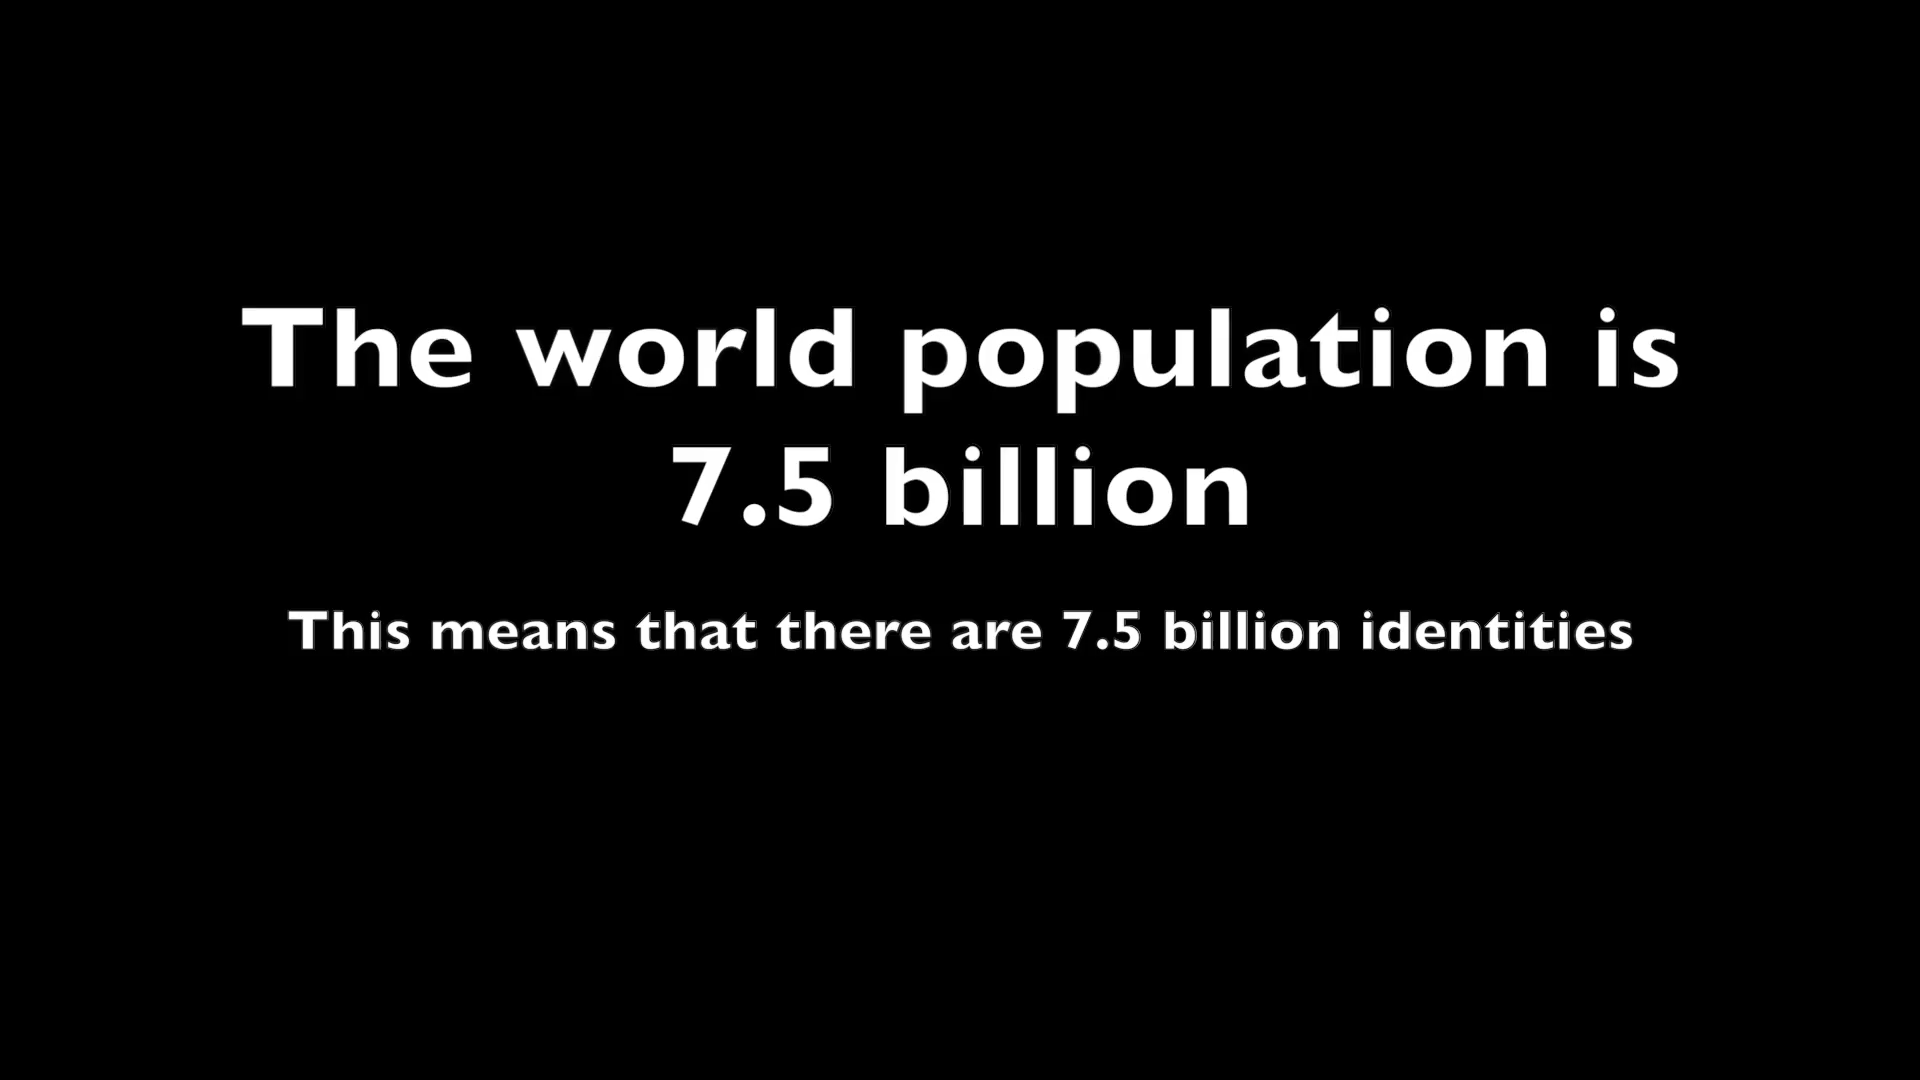 The world population is
7.5 billion
This means that there are 7.5 billion identities